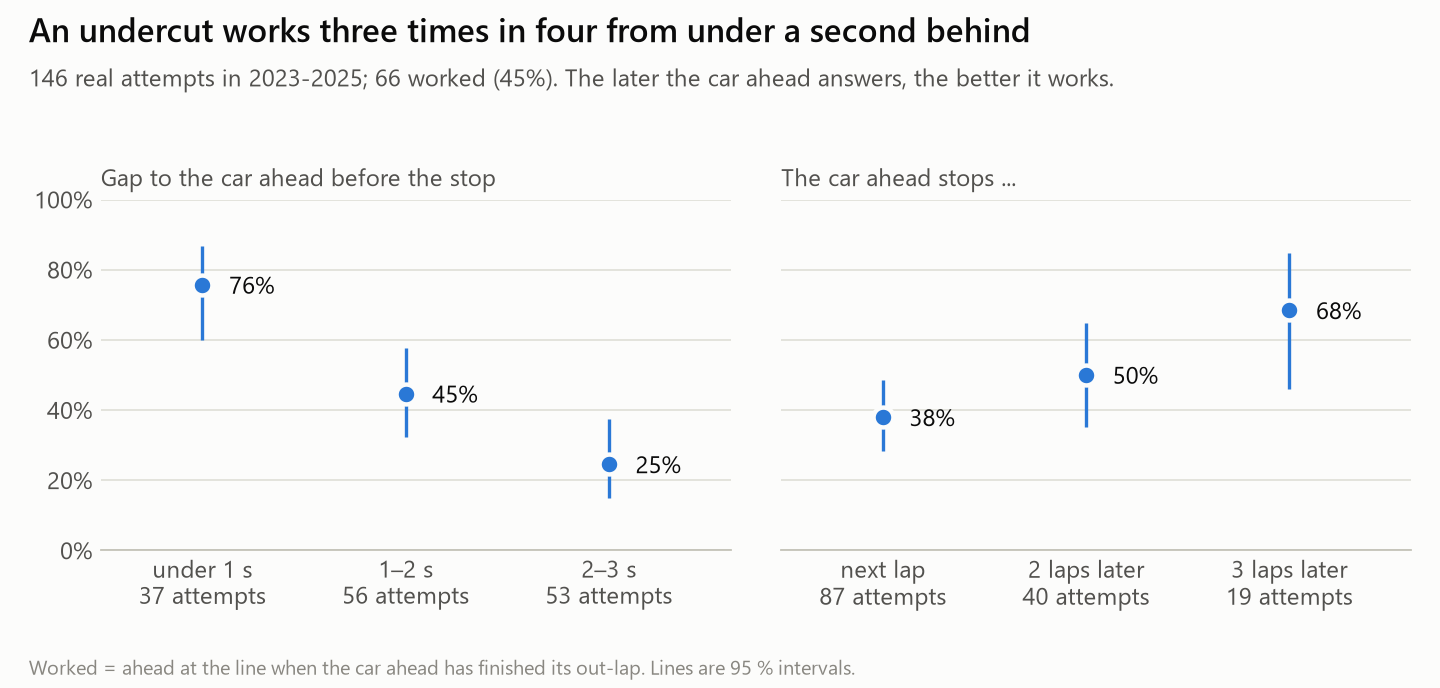 An undercut works three times in four from under a second behind
146 real attempts in 2023-2025; 66 worked (45%). The later the car ahead answers, the better it works.
Gap to the car ahead before the stop
100%
80%
60%
40%
20%
0%
76%
45%
25%
under 1 s
37 attempts
1–2 s
56 attempts
2–3 s
53 attempts
The car ahead stops ...
38%
50%
68%
next lap
87 attempts
2 laps later
40 attempts
3 laps later
19 attempts
Worked = ahead at the line when the car ahead has finished its out-lap. Lines are 95 % intervals.